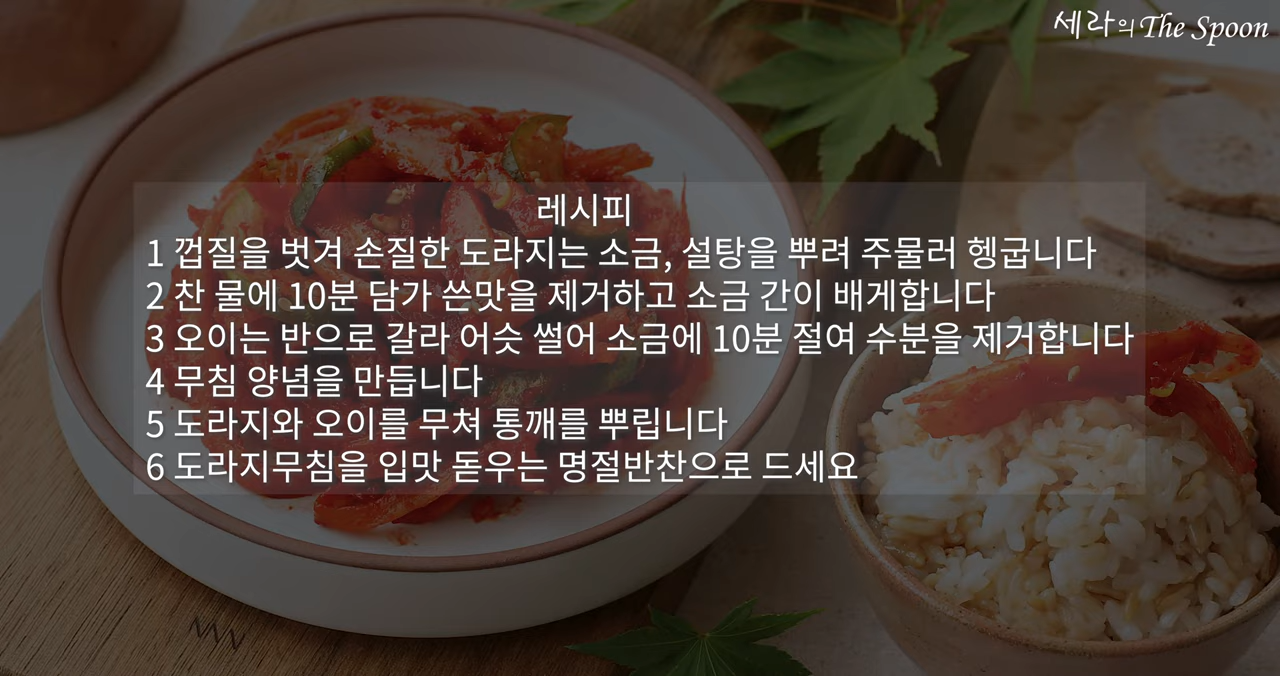 세라의 The Spoon
레시피
1 껍질을 벗겨 손질한 도라지는 소금, 설탕을 뿌려 주물러 헹굽니다
2 찬 물에 10분 담가 쓴맛을 제거하고 소금 간이 배게합니다
3 오이는 반으로 갈라 어슷 썰어 소금에 10분 절여 수분을 제거합니다
4 무침 양념을 만듭니다
5 도라지와 오이를 무쳐 통깨를 뿌립니다
6 도라지무침을 입맛 돋우는 명절반찬으로 드세요